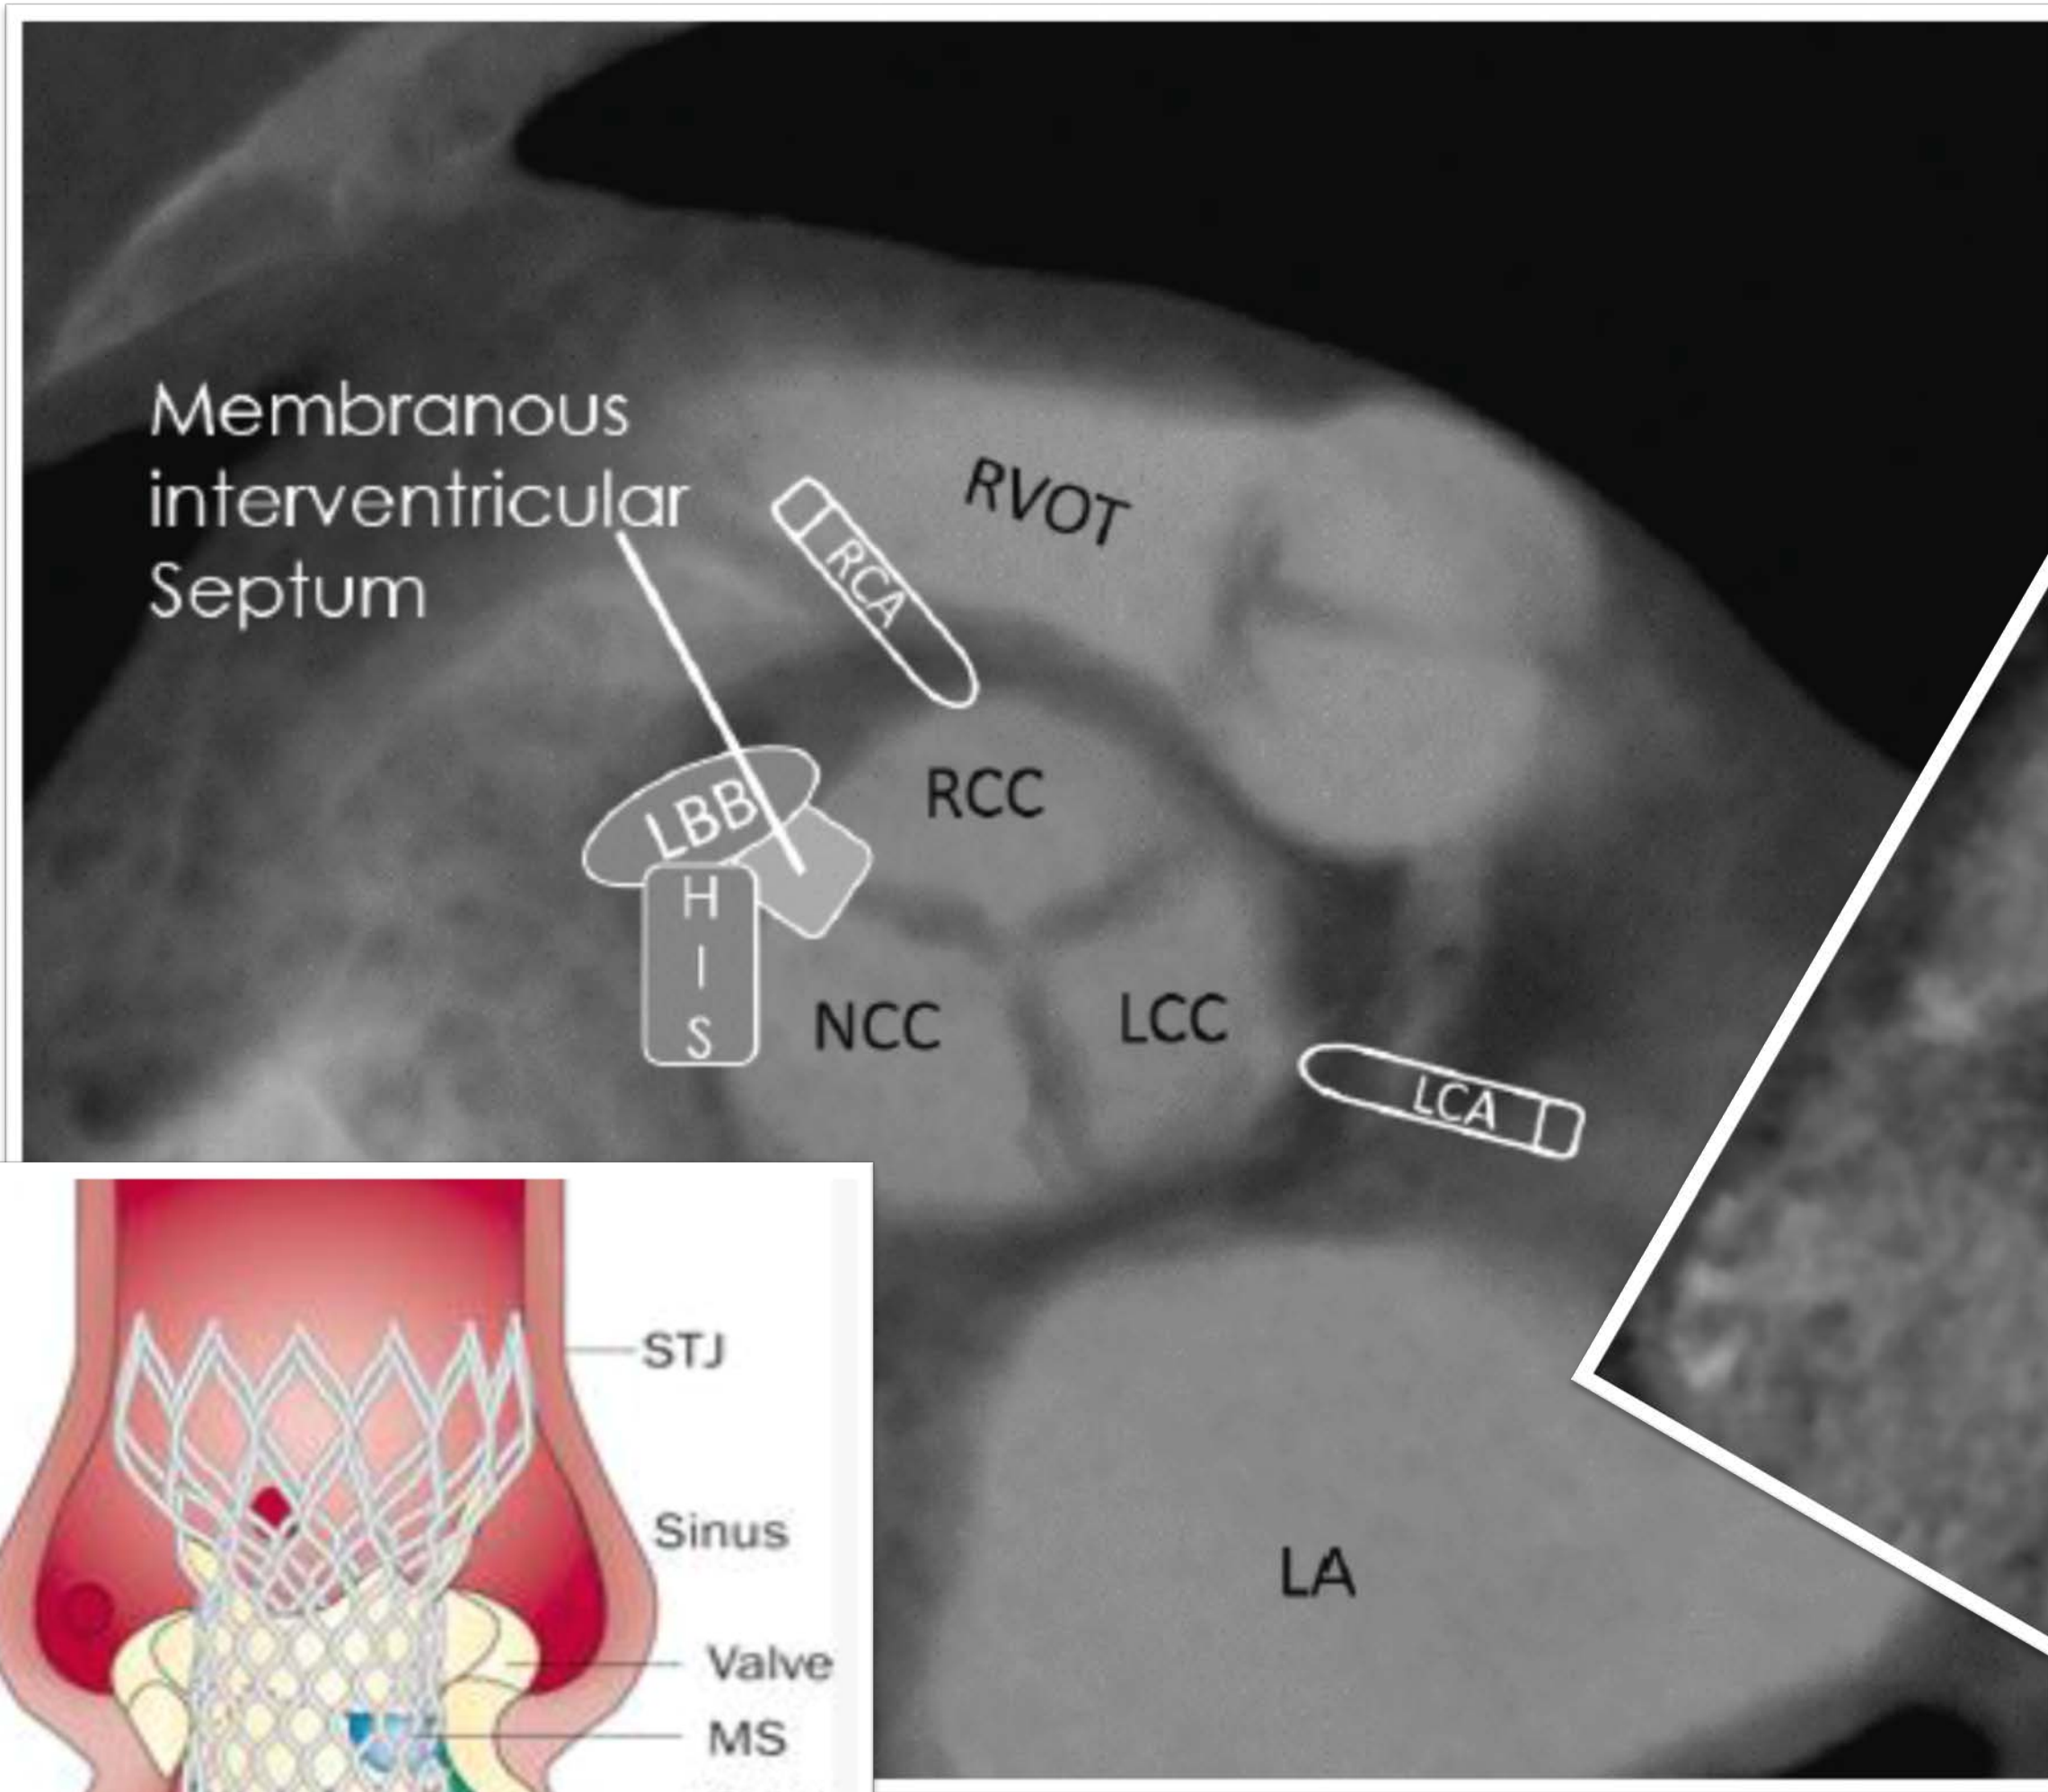 Membranous
interventricular
Septum
RVOT
RCA
LBB
RCC
H
I
S
NCC
LCC
LCA
LA
STJ
Sinus
Valve
MS